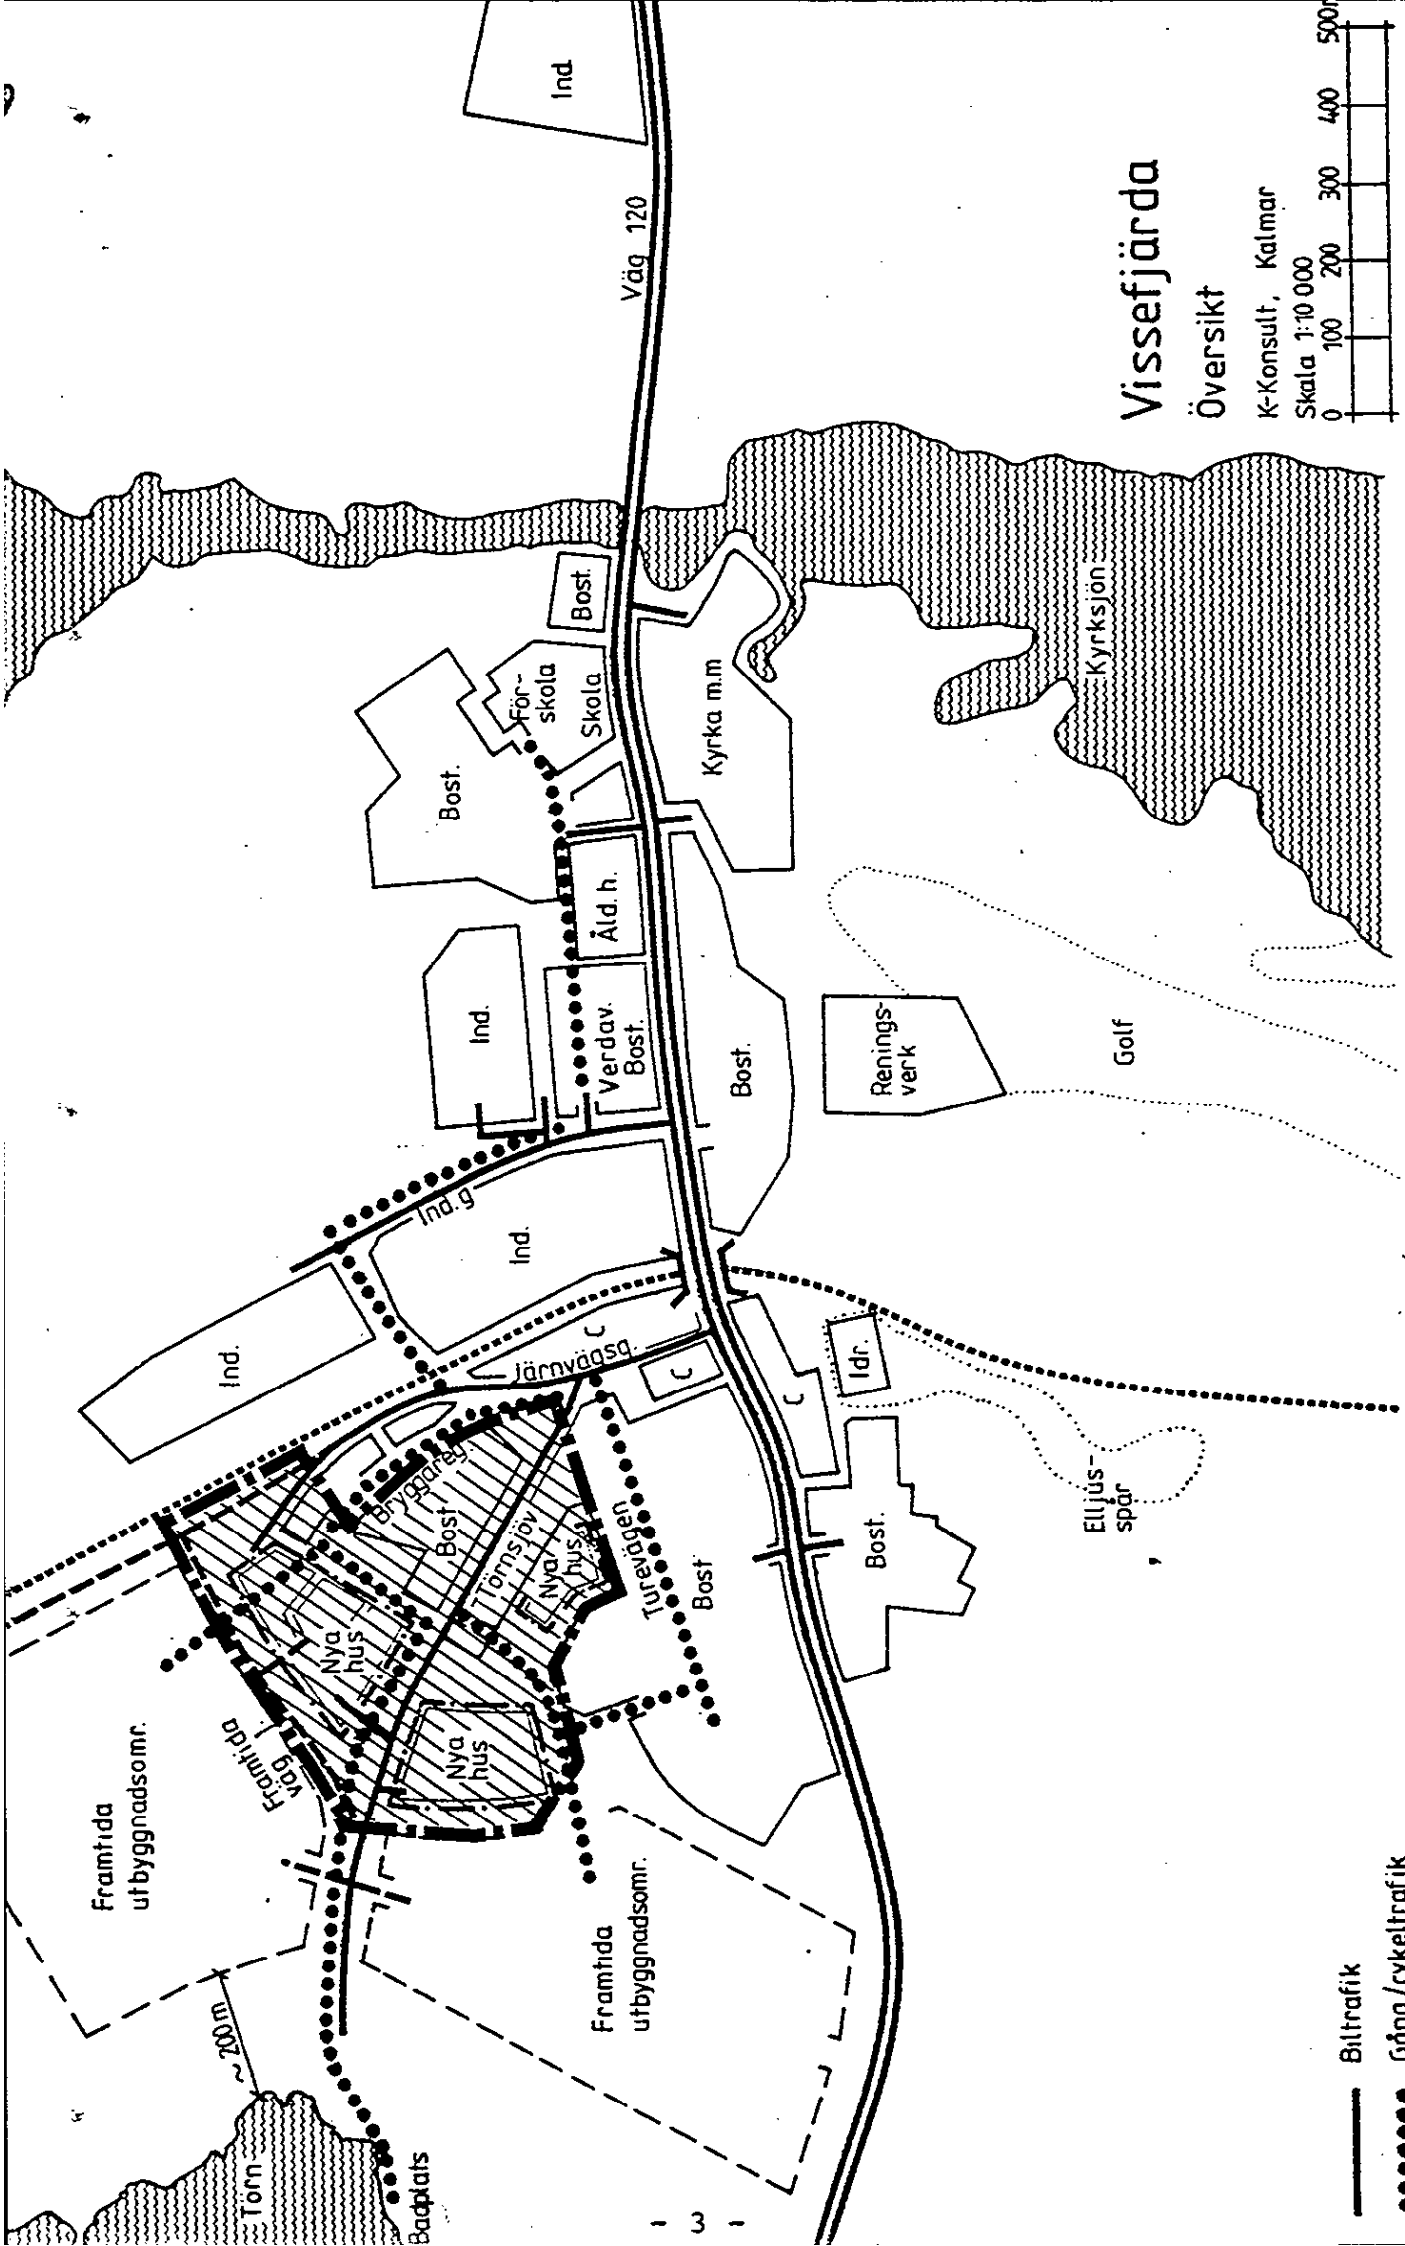 Vissefjärda
Översikt
K-Konsult, Kalmar
Skala 1:10 000
0 100 200 300 400 500m
Törn
~ 200 m
Badplats
Framtida
utbyggnadsomr.
Framtida
väg
Framtida
utbyggnadsomr.
Nya
hus
Nya
hus
Nya
hus
Bryggareg.
Bost
Törnsjöv
Turevägen
Bost
Järnvägsg.
C
C
C
Ind.
Ind.
Ind.g
Ind.
Verdav.
Bost.
Åld.h.
Bost.
För-
skola
Skola
Bost.
Väg 120
Ind
Kyrka m.m
Bost.
Bost.
Idr.
Elljus-
spår
Renings-
verk
Golf
Kyrksjön
Biltrafik
Gång/cykeltrafik
- 3 -